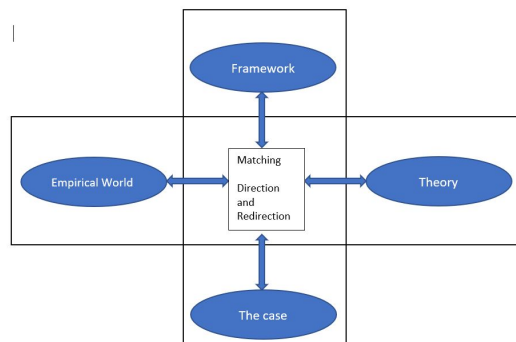 Framework
Matching
Direction
and
Redirection
Empirical World
Theory
The case